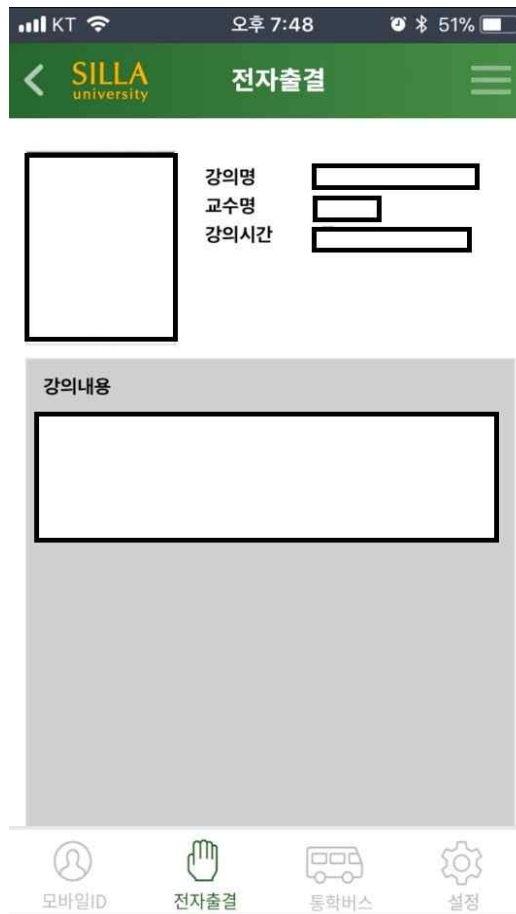 KT 오후 7:48 51%
SILLA
university
전자출결
강의명
교수명
강의시간
강의내용
모바일ID 전자출결 통학버스 설정